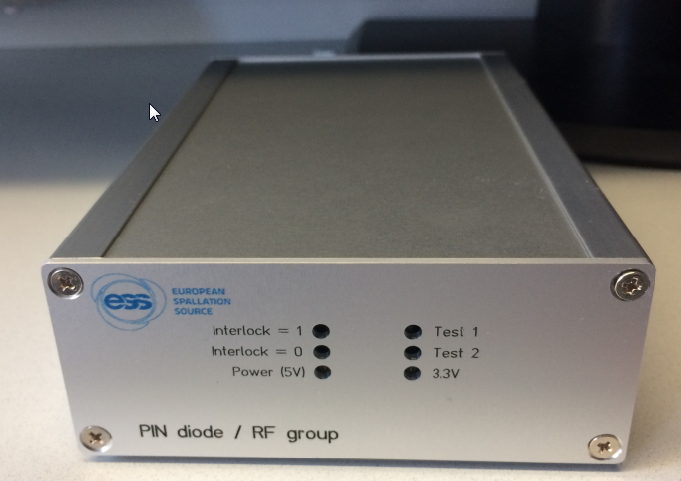 ess
EUROPEAN
SPALLATION
SOURCE
Interlock = 1
Test 1
Interlock = 0
Test 2
Power (5V)
3.3V
PIN diode / RF group